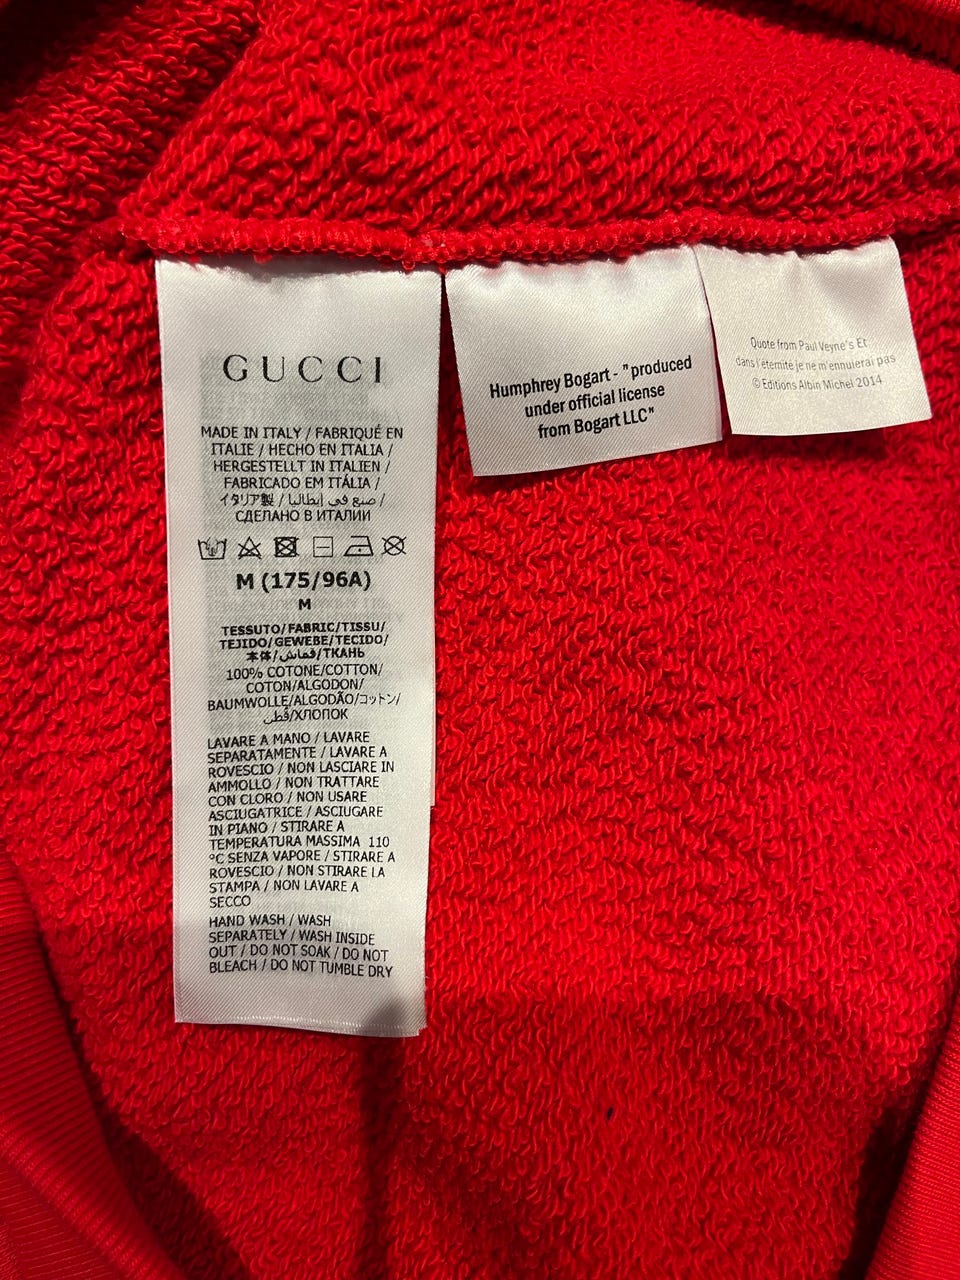 GUCCI
MADE IN ITALY / FABRIQUÉ EN
ITALIE / HECHO EN ITALIA /
HERGESTELLT IN ITALIEN /
FABRICADO EM ITÁLIA /
イタリア製 / صنع في إيطاليا /
СДЕЛАНО В ИТАЛИИ
M (175/96A)
M
TESSUTO/FABRIC/TISSU/
TEJIDO/GEWEBE/TECIDO/
本体/قماش/ТКАНЬ
100% COTONE/COTTON/
COTON/ALGODON/
BAUMWOLLE/ALGODÃO/コットン/
قطن/ХЛОПОК
LAVARE A MANO / LAVARE
SEPARATAMENTE / LAVARE A
ROVESCIO / NON LASCIARE IN
AMMOLLO / NON TRATTARE
CON CLORO / NON USARE
ASCIUGATRICE / ASCIUGARE
IN PIANO / STIRARE A
TEMPERATURA MASSIMA 110
°C SENZA VAPORE / STIRARE A
ROVESCIO / NON STIRARE LA
STAMPA / NON LAVARE A
SECCO
HAND WASH / WASH
SEPARATELY / WASH INSIDE
OUT / DO NOT SOAK / DO NOT
BLEACH / DO NOT TUMBLE DRY
Humphrey Bogart - "produced
under official license
from Bogart LLC"
Quote from Paul Veyne's Et
dans l'éternité je ne m'ennuierai pas
© Editions Albin Michel 2014